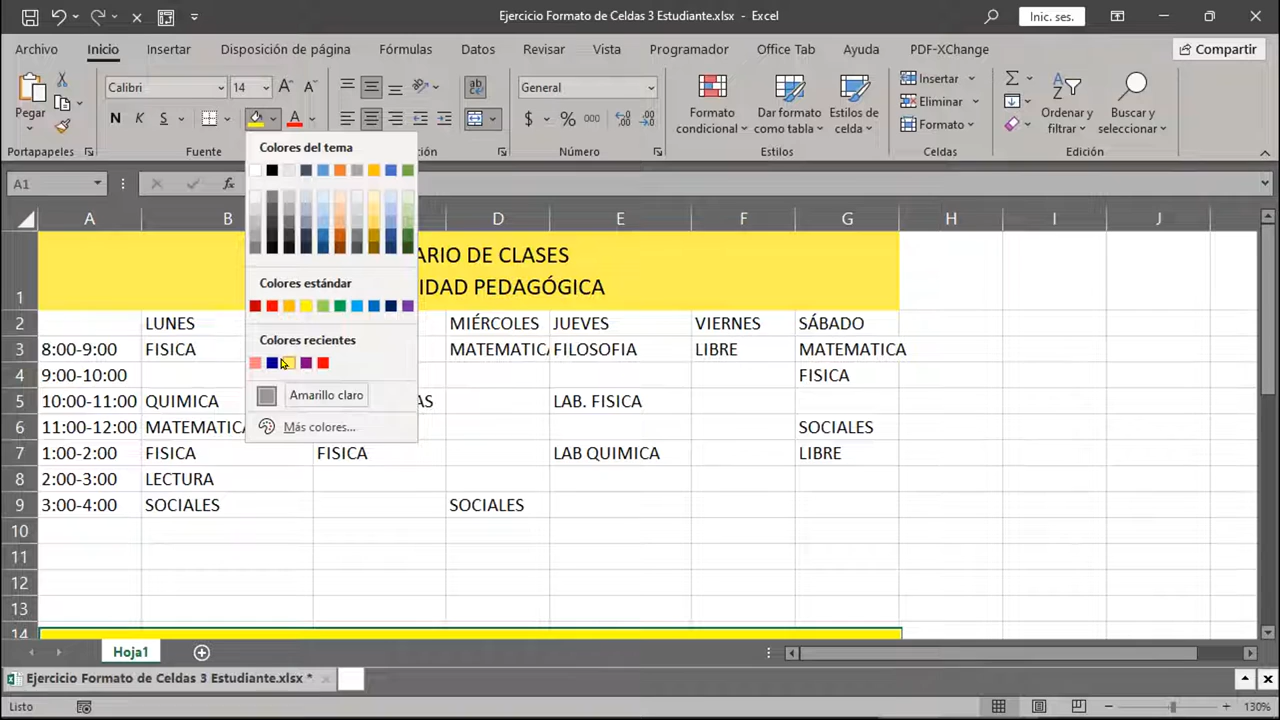 Ejercicio Formato de Celdas 3 Estudiante.xlsx - Excel
Inic. ses.
Archivo Inicio Insertar Disposición de página Fórmulas Datos Revisar Vista Programador Office Tab Ayuda PDF-XChange Compartir
Pegar
Portapapeles
Calibri 14
N K S
A
Fuente
ab
General
$ % 000
Número
Formato condicional
Dar formato como tabla
Estilos de celda
Estilos
Insertar
Eliminar
Formato
Celdas
Ordenar y filtrar
Buscar y seleccionar
Edición
A1 fx
Colores del tema
Colores estándar
Colores recientes
Amarillo claro
Más colores...
A B D E F G H I J
1 ARIO DE CLASES
IDAD PEDAGÓGICA
2 LUNES MIÉRCOLES JUEVES VIERNES SÁBADO
3 8:00-9:00 FISICA MATEMATICA FILOSOFIA LIBRE MATEMATICA
4 9:00-10:00 FISICA
5 10:00-11:00 QUIMICA AS LAB. FISICA
6 11:00-12:00 MATEMATICA SOCIALES
7 1:00-2:00 FISICA FISICA LAB QUIMICA LIBRE
8 2:00-3:00 LECTURA
9 3:00-4:00 SOCIALES SOCIALES
10
11
12
13
14
Hoja1
Ejercicio Formato de Celdas 3 Estudiante.xlsx *
Listo 130%